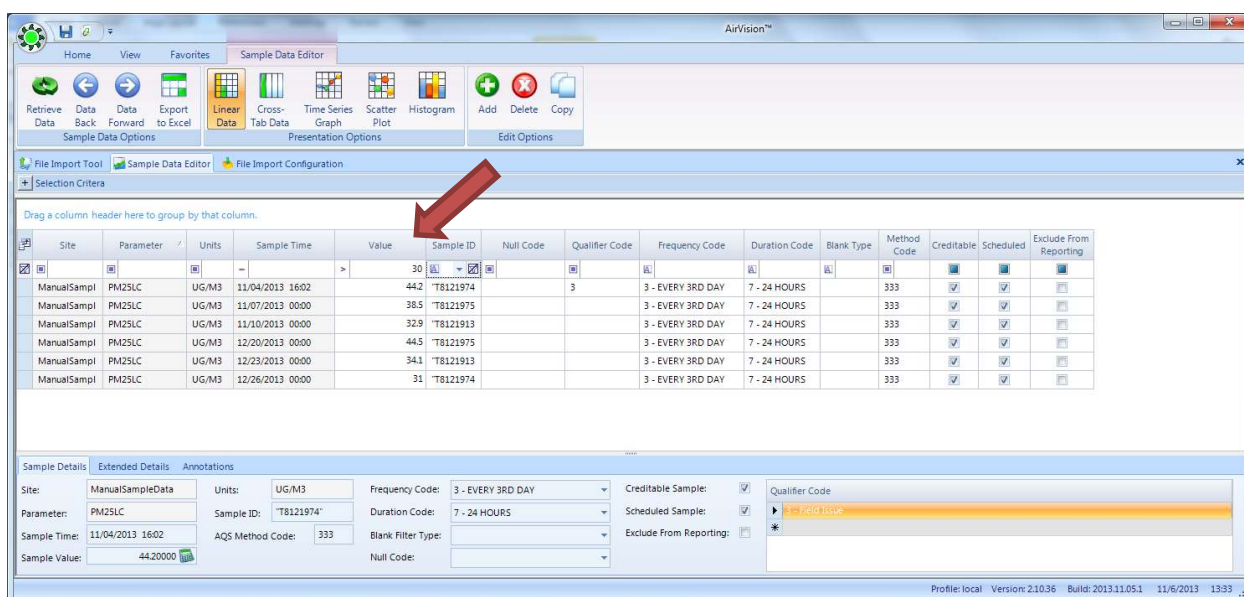 AirVision™
Home View Favorites Sample Data Editor
Retrieve Data Data Back Data Forward Export to Excel Linear Data Cross-Tab Data Time Series Graph Scatter Plot Histogram Add Delete Copy
Sample Data Options Presentation Options Edit Options
File Import Tool Sample Data Editor File Import Configuration
+ Selection Critera
Drag a column header here to group by that column.
Site Parameter Units Sample Time Value Sample ID Null Code Qualifier Code Frequency Code Duration Code Blank Type Method Code Creditable Scheduled Exclude From Reporting
= > 30
ManualSampl PM25LC UG/M3 11/04/2013 16:02 44.2 "T8121974 3 3 - EVERY 3RD DAY 7 - 24 HOURS 333
ManualSampl PM25LC UG/M3 11/07/2013 00:00 38.5 "T8121975 3 - EVERY 3RD DAY 7 - 24 HOURS 333
ManualSampl PM25LC UG/M3 11/10/2013 00:00 32.9 "T8121913 3 - EVERY 3RD DAY 7 - 24 HOURS 333
ManualSampl PM25LC UG/M3 12/20/2013 00:00 44.5 "T8121975 3 - EVERY 3RD DAY 7 - 24 HOURS 333
ManualSampl PM25LC UG/M3 12/23/2013 00:00 34.1 "T8121913 3 - EVERY 3RD DAY 7 - 24 HOURS 333
ManualSampl PM25LC UG/M3 12/26/2013 00:00 31 "T8121974 3 - EVERY 3RD DAY 7 - 24 HOURS 333
Sample Details Extended Details Annotations
Site: ManualSampleData Units: UG/M3 Frequency Code: 3 - EVERY 3RD DAY Creditable Sample: Qualifier Code
Parameter: PM25LC Sample ID: "T8121974" Duration Code: 7 - 24 HOURS Scheduled Sample: 3 - Field Issue
Sample Time: 11/04/2013 16:02 AQS Method Code: 333 Blank Filter Type: Exclude From Reporting: *
Sample Value: 44.20000 Null Code:
Profile: local Version: 2.10.36 Build: 2013.11.05.1 11/6/2013 13:33